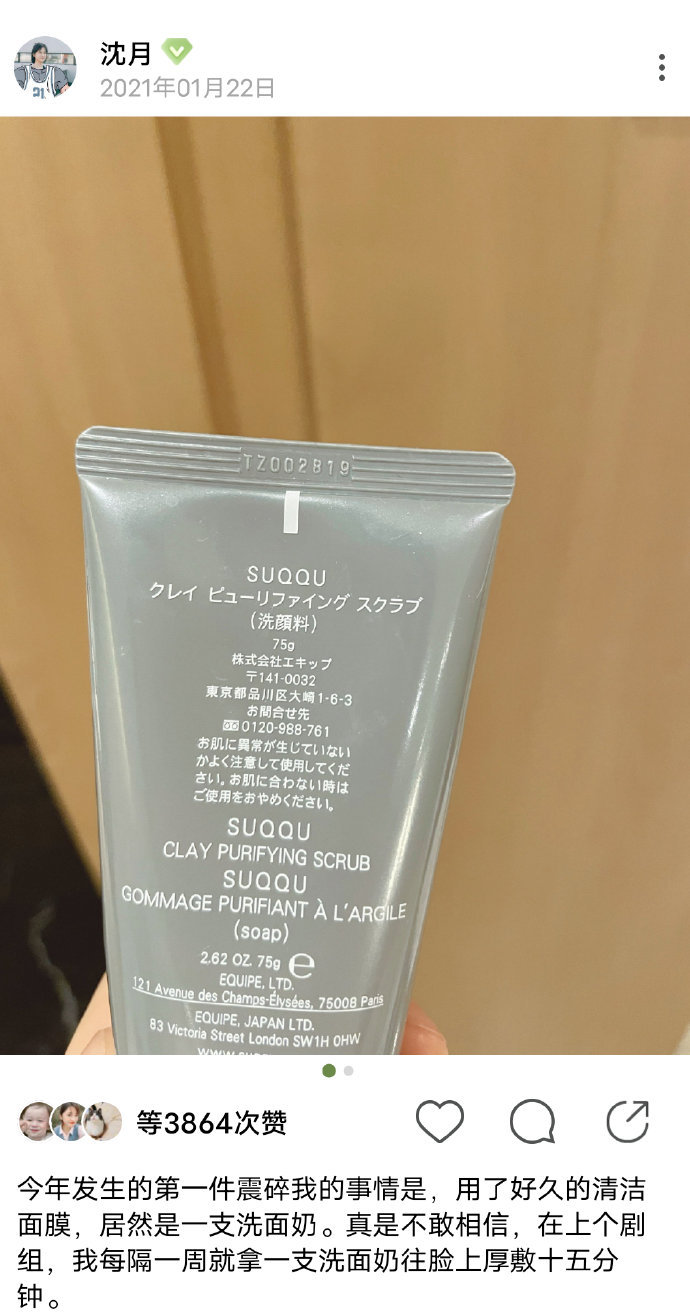 沈月
2021年01月22日
21
TZ002819
SUQQU
クレイ ピューリファイング スクラブ
(洗顔料)
75g
株式会社エキップ
〒141-0032
東京都品川区大崎1-6-3
お問合せ先
0120-988-761
お肌に異常が生じていない
かよく注意して使用してくだ
さい。お肌に合わない時は
ご使用をおやめください。
SUQQU
CLAY PURIFYING SCRUB
SUQQU
GOMMAGE PURIFIANT À L'ARGILE
(soap)
2.62 OZ. 75g e
EQUIPE, LTD.
121 Avenue des Champs-Élysées, 75008 Paris
EQUIPE, JAPAN LTD.
83 Victoria Street London SW1H 0HW
等3864次赞
今年发生的第一件震碎我的事情是，用了好久的清洁
面膜，居然是一支洗面奶。真是不敢相信，在上个剧
组，我每隔一周就拿一支洗面奶往脸上厚敷十五分
钟。